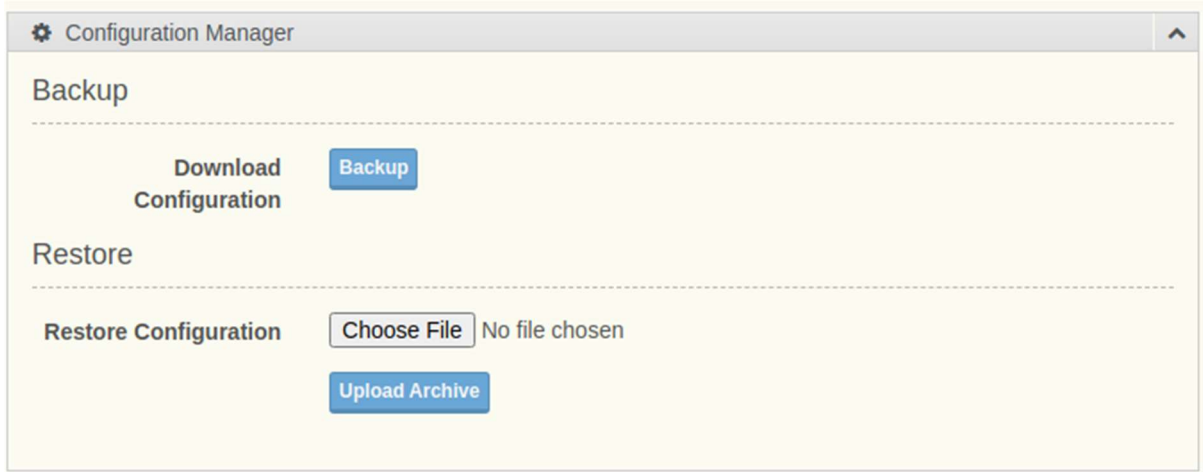 Configuration Manager
Backup
Download Backup
Configuration
Restore
Restore Configuration Choose File No file chosen
Upload Archive